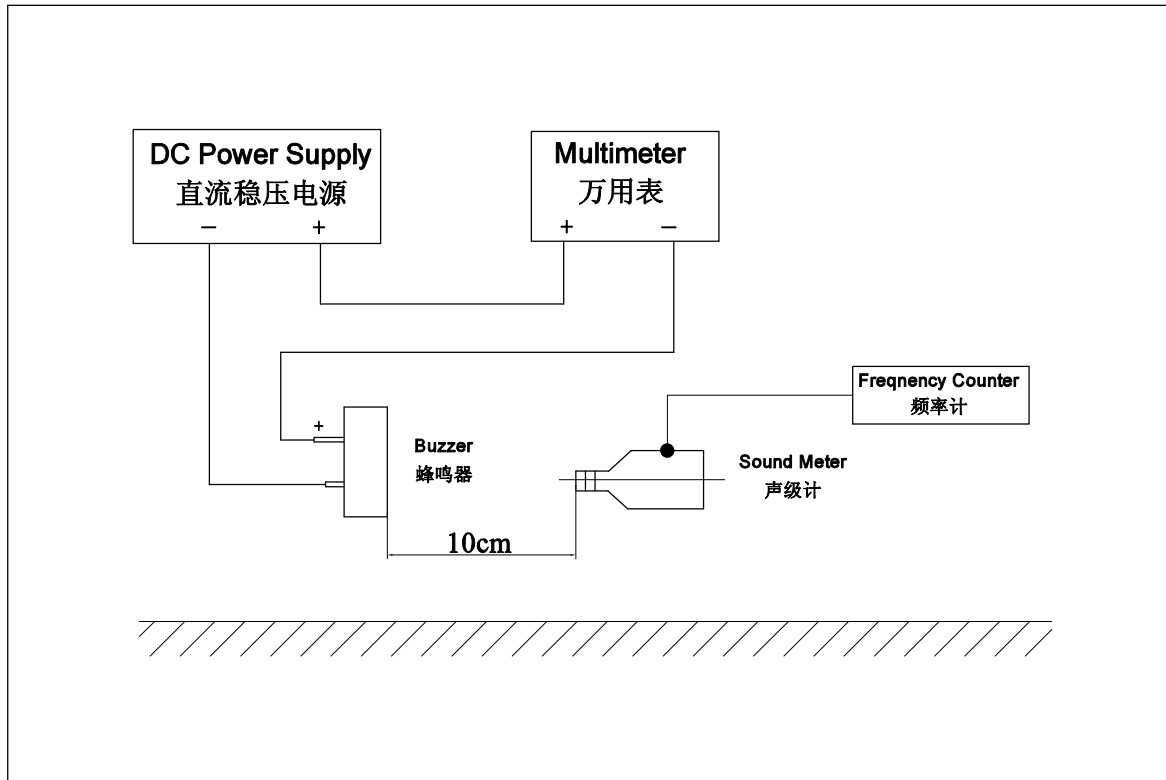 DC Power Supply
直流稳压电源
− +
Multimeter
万用表
+ −
Freqnency Counter
频率计
+
Buzzer
蜂鸣器
Sound Meter
声级计
10cm